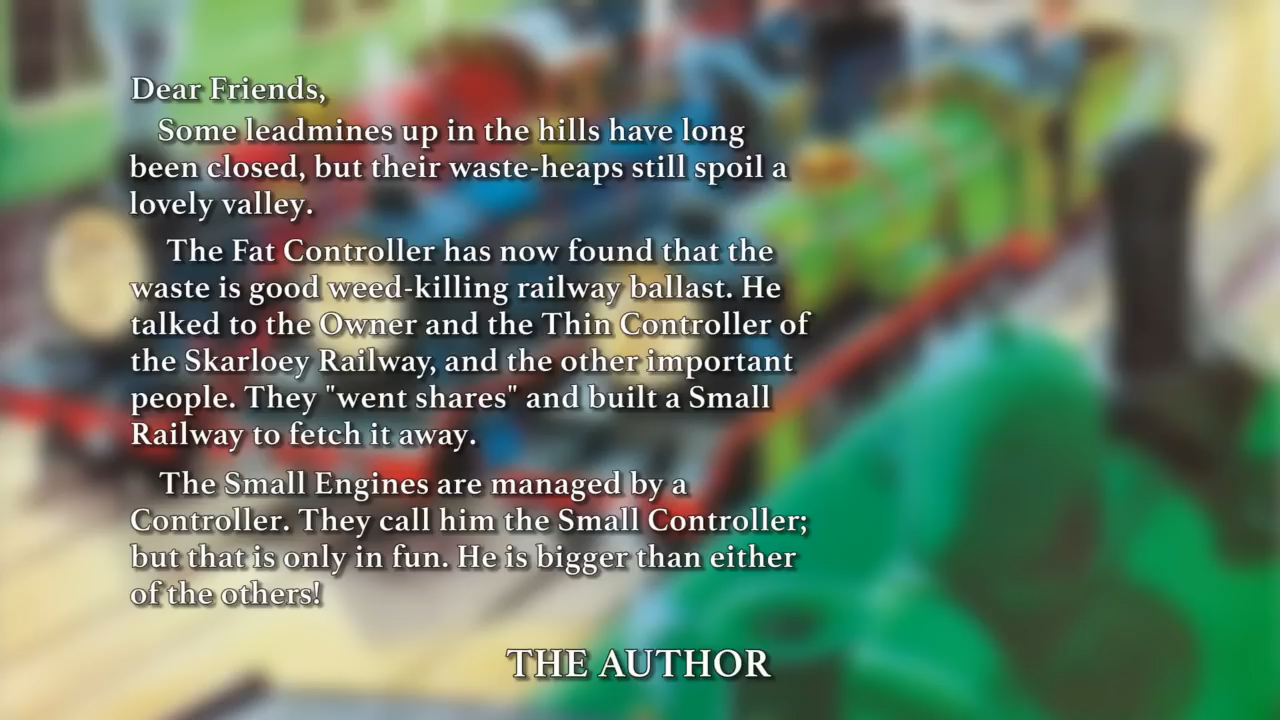 Dear Friends,
Some leadmines up in the hills have long
been closed, but their waste-heaps still spoil a
lovely valley.
The Fat Controller has now found that the
waste is good weed-killing railway ballast. He
talked to the Owner and the Thin Controller of
the Skarloey Railway, and the other important
people. They "went shares" and built a Small
Railway to fetch it away.
The Small Engines are managed by a
Controller. They call him the Small Controller;
but that is only in fun. He is bigger than either
of the others!
THE AUTHOR